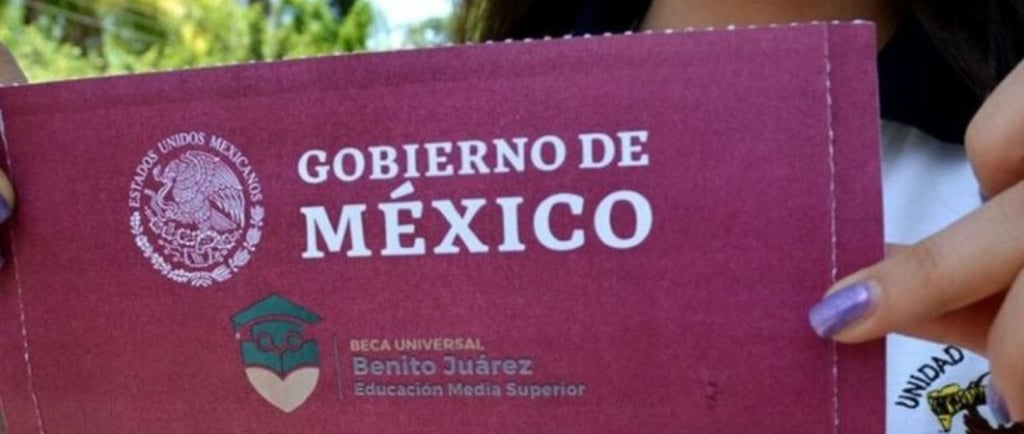 ESTADOS UNIDOS MEXICANOS
GOBIERNO DE
MÉXICO
BECA UNIVERSAL
Benito Juárez
Educación Media Superior
UNIDAD